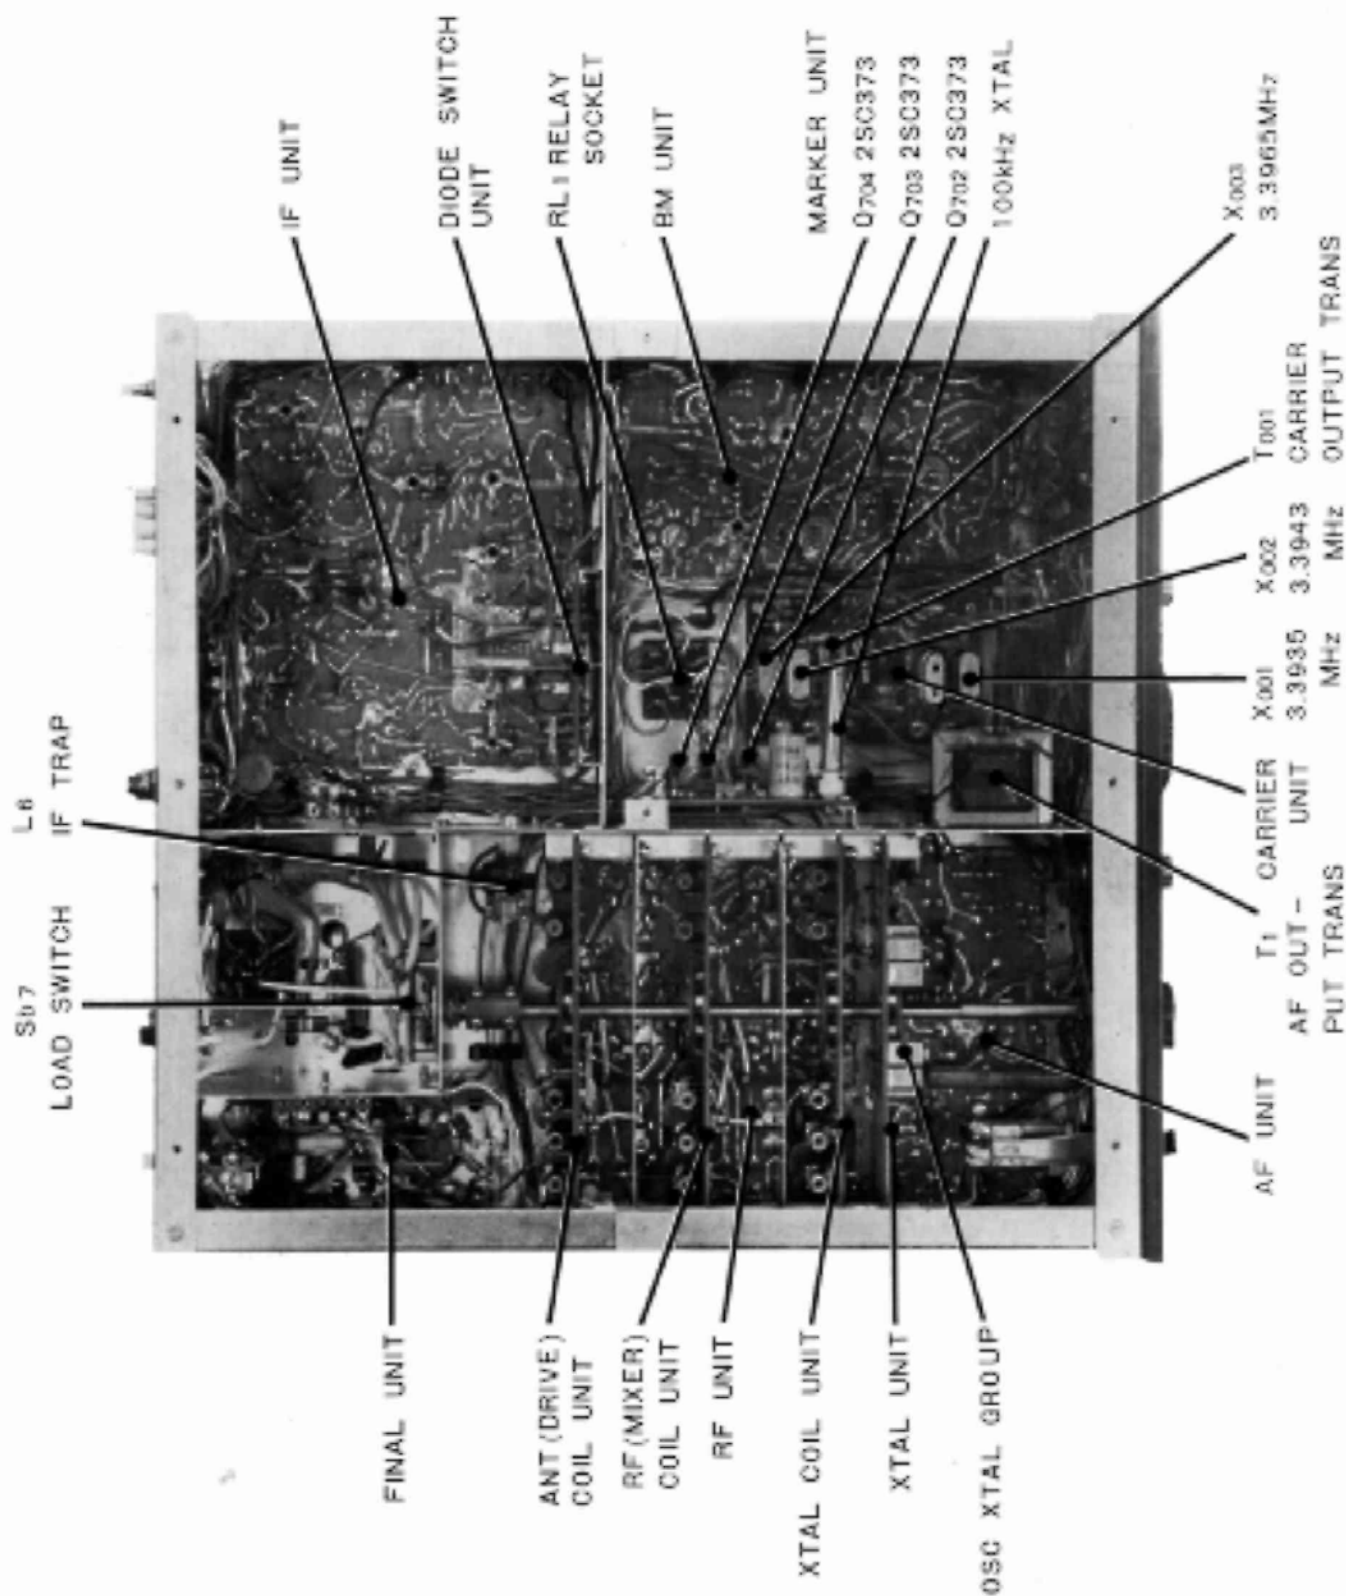 Sb7
LOAD SWITCH
L6
IF TRAP
IF UNIT
DIODE SWITCH
UNIT
RL1 RELAY
SOCKET
BM UNIT
MARKER UNIT
Q704 2SC373
Q703 2SC373
Q702 2SC373
100kHz XTAL
X003
3.3965MHz
T001
CARRIER
OUTPUT TRANS
X002
3.3943
MHz
X001
3.3935
MHz
CARRIER
UNIT
T1
AF OUT-
PUT TRANS
AF UNIT
FINAL UNIT
ANT(DRIVE)
COIL UNIT
RF(MIXER)
COIL UNIT
RF UNIT
XTAL COIL UNIT
XTAL UNIT
OSC XTAL GROUP